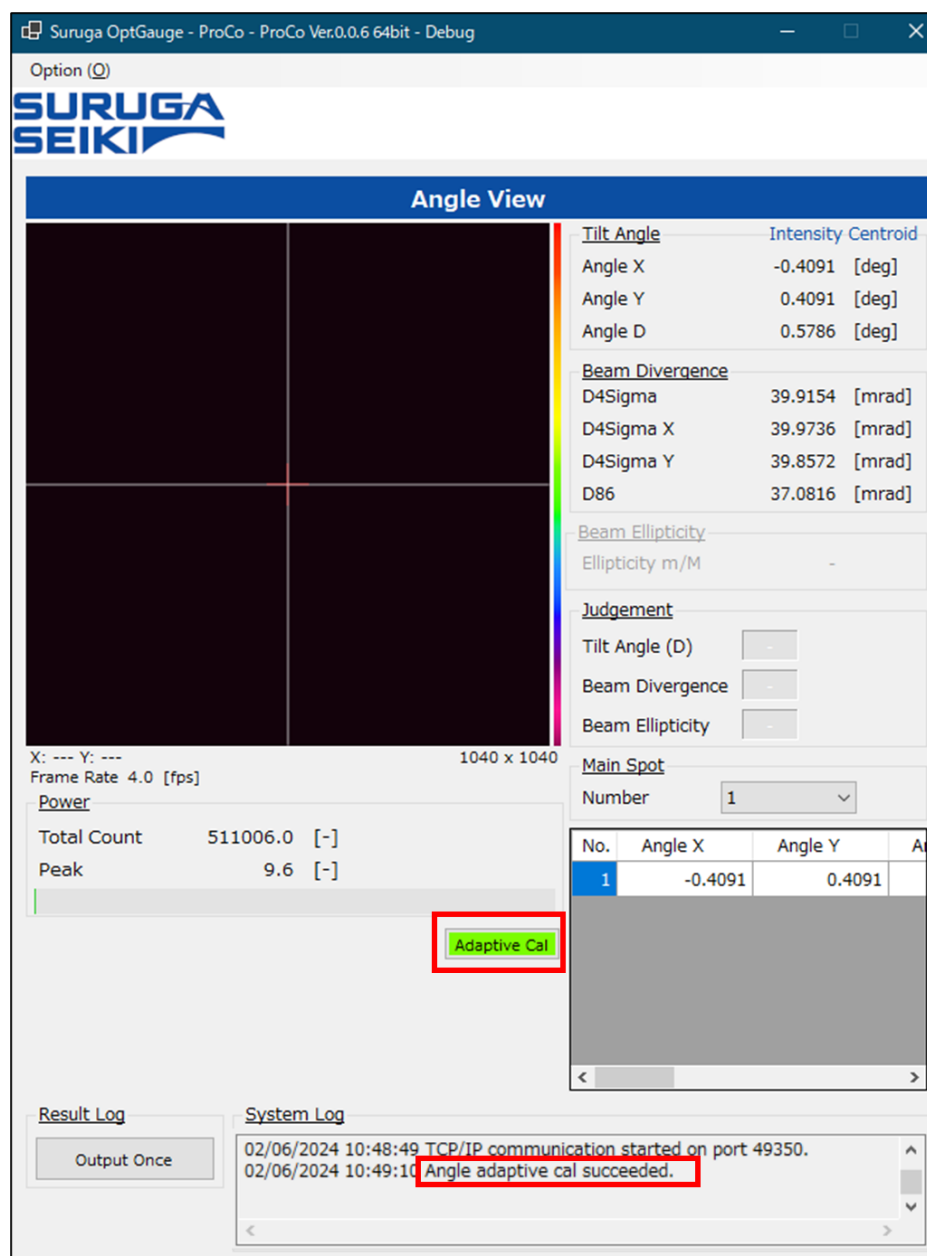 Suruga OptGauge - ProCo - ProCo Ver.0.0.6 64bit - Debug
Option (O)
SURUGA
SEIKI
Angle View
Tilt Angle Intensity Centroid
Angle X -0.4091 [deg]
Angle Y 0.4091 [deg]
Angle D 0.5786 [deg]
Beam Divergence
D4Sigma 39.9154 [mrad]
D4Sigma X 39.9736 [mrad]
D4Sigma Y 39.8572 [mrad]
D86 37.0816 [mrad]
Beam Ellipticity
Ellipticity m/M -
Judgement
Tilt Angle (D) -
Beam Divergence -
Beam Ellipticity -
X: --- Y: --- 1040 x 1040
Frame Rate 4.0 [fps]
Main Spot
Number 1
Power
Total Count 511006.0 [-]
Peak 9.6 [-]
No. Angle X Angle Y
1 -0.4091 0.4091
Adaptive Cal
Result Log
Output Once
System Log
02/06/2024 10:48:49 TCP/IP communication started on port 49350.
02/06/2024 10:49:10 Angle adaptive cal succeeded.